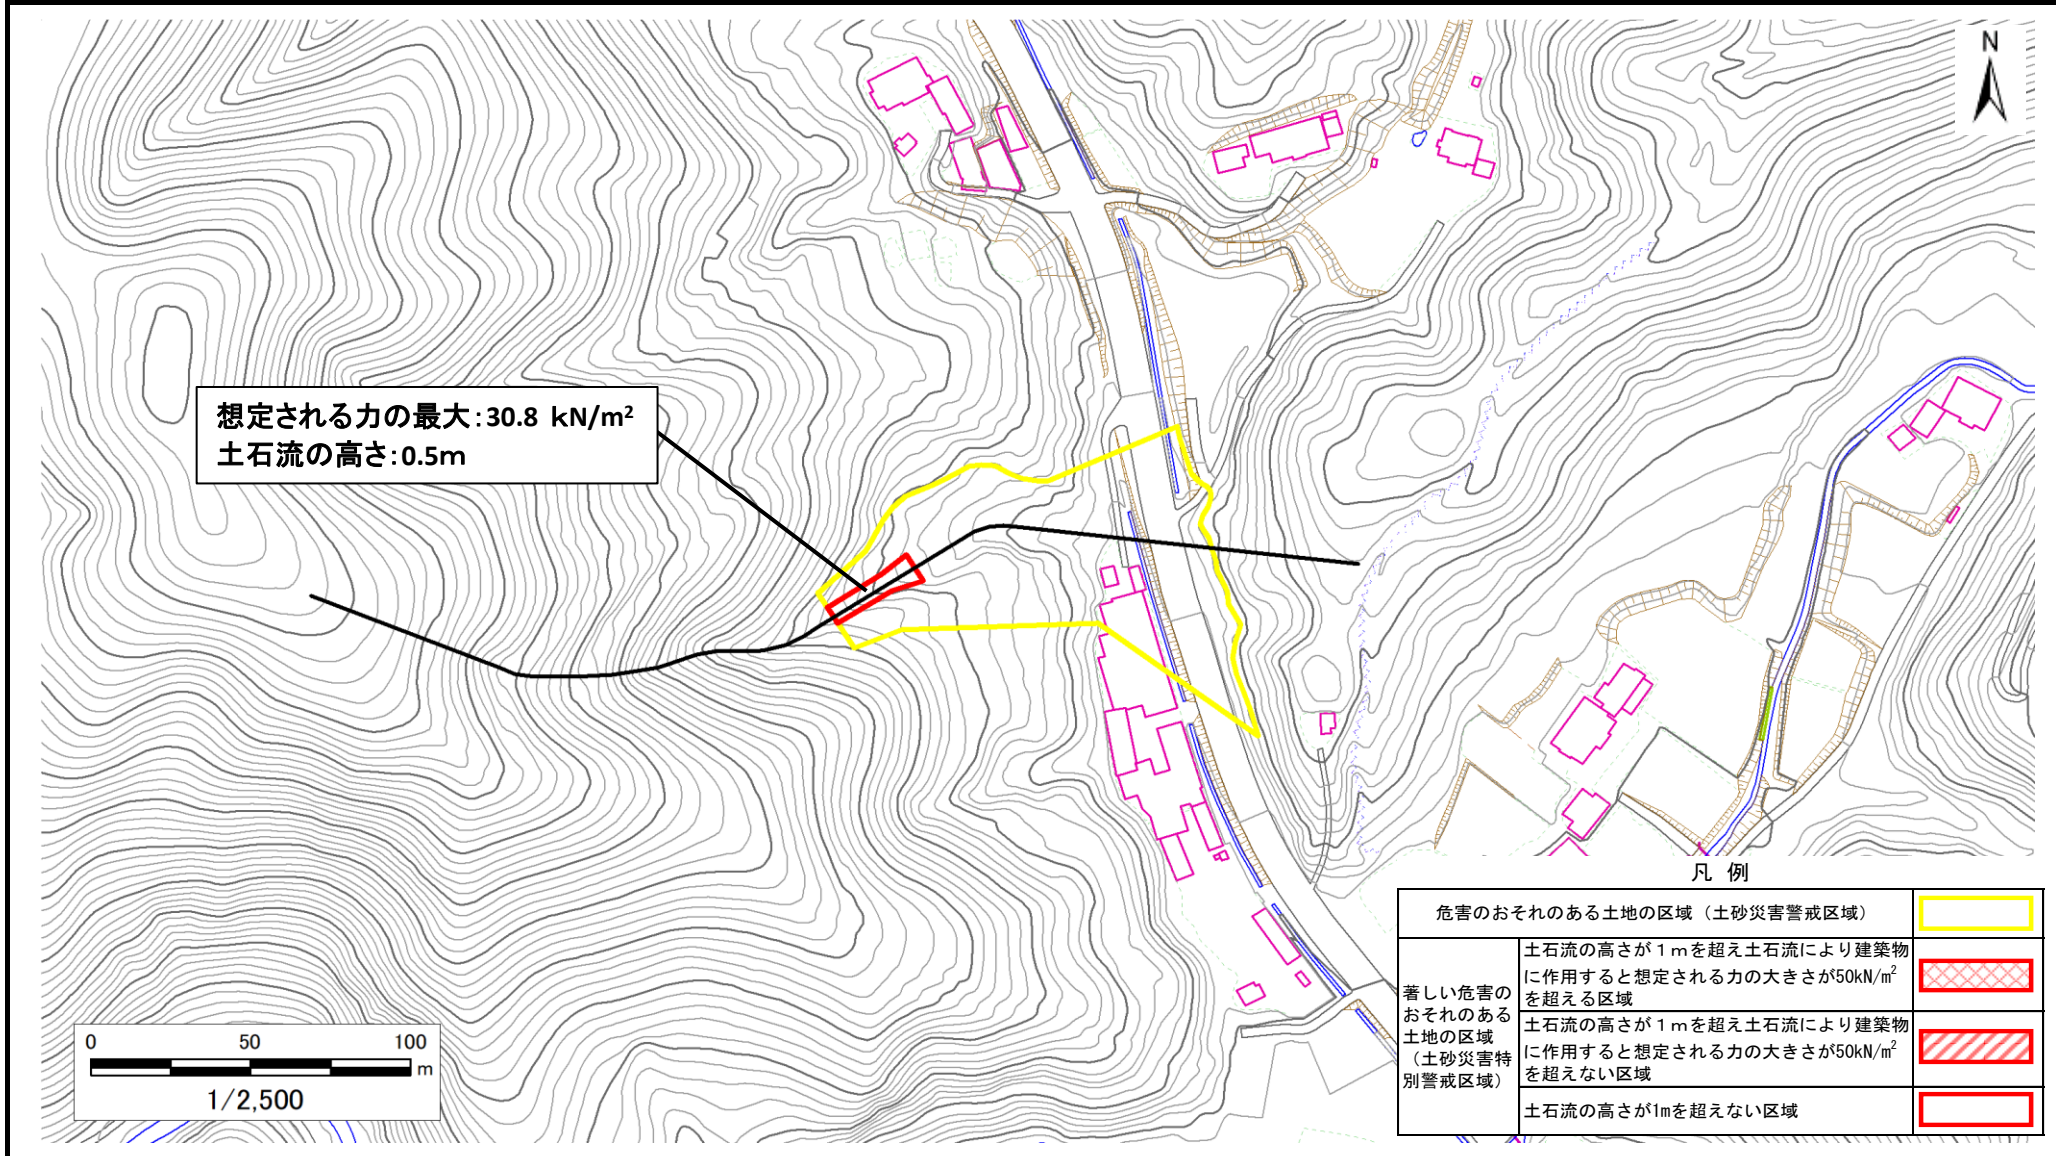 N
想定される力の最大：30.8 kN/m²
土石流の高さ：0.5m
凡 例
危害のおそれのある土地の区域（土砂災害警戒区域）
著しい危害の
おそれのある
土地の区域
（土砂災害特
別警戒区域）
土石流の高さが１ｍを超え土石流により建築物
に作用すると想定される力の大きさが50kN/m²
を超える区域
土石流の高さが１ｍを超え土石流により建築物
に作用すると想定される力の大きさが50kN/m²
を超えない区域
土石流の高さが1mを超えない区域
0 50 100
m
1/2,500